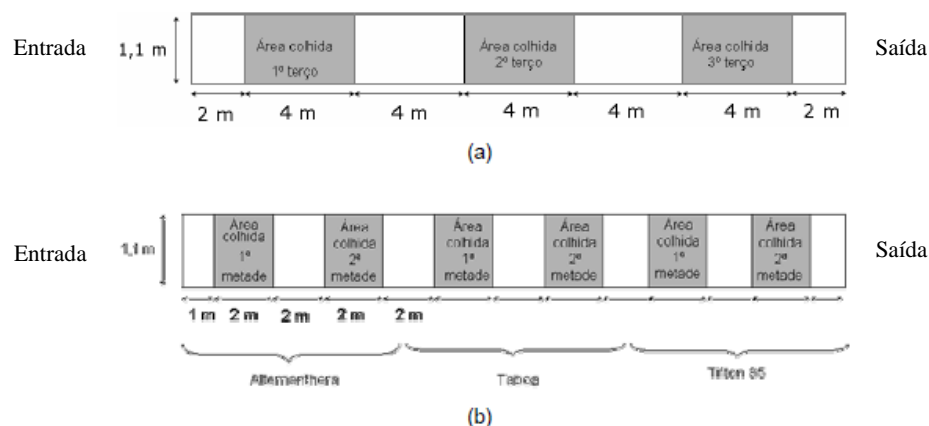 Entrada
1,1 m
Área colhida
1º terço
Área colhida
2º terço
Área colhida
3º terço
Saída
2 m
4 m
4 m
4 m
4 m
4 m
2 m
(a)
Entrada
1,1 m
Área
colhida
1ª
metade
Área
colhida
2ª
metade
Área
colhida
1ª
metade
Área
colhida
2ª
metade
Área
colhida
1ª
metade
Área
colhida
2ª
metade
Saída
1 m
2 m
2 m
2 m
2 m
Alternanthera
Taboa
Tifton 85
(b)